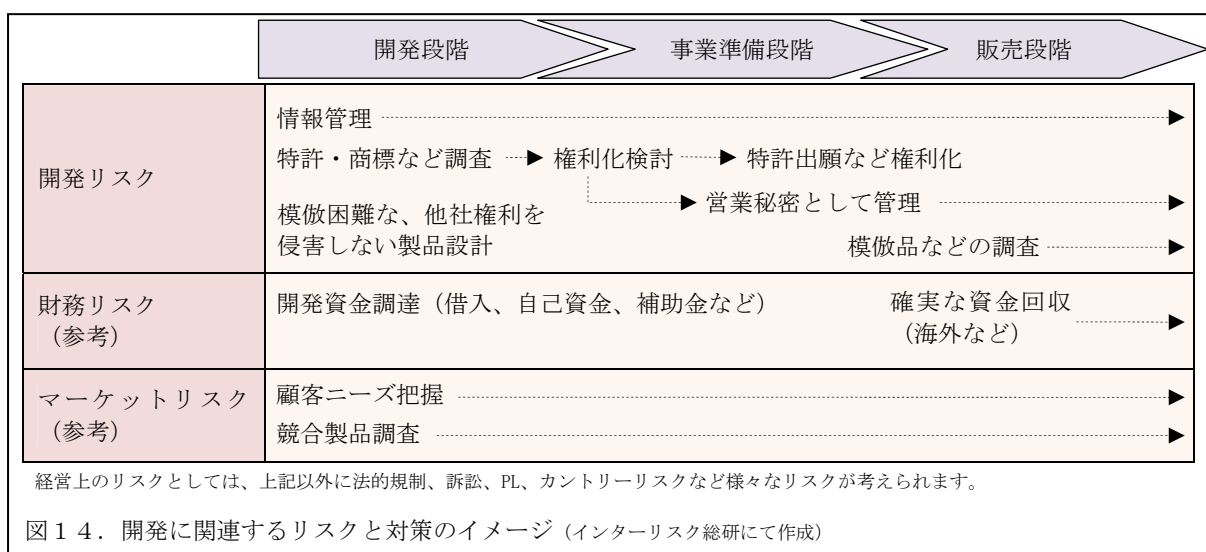 開発段階 事業準備段階 販売段階
開発リスク
情報管理
特許・商標など調査 権利化検討 特許出願など権利化
営業秘密として管理
模倣困難な、他社権利を
侵害しない製品設計
模倣品などの調査
財務リスク
（参考）
開発資金調達（借入、自己資金、補助金など）
確実な資金回収
（海外など）
マーケットリスク
（参考）
顧客ニーズ把握
競合製品調査
経営上のリスクとしては、上記以外に法的規制、訴訟、PL、カントリーリスクなど様々なリスクが考えられます。
図１４．開発に関連するリスクと対策のイメージ（インターリスク総研にて作成）